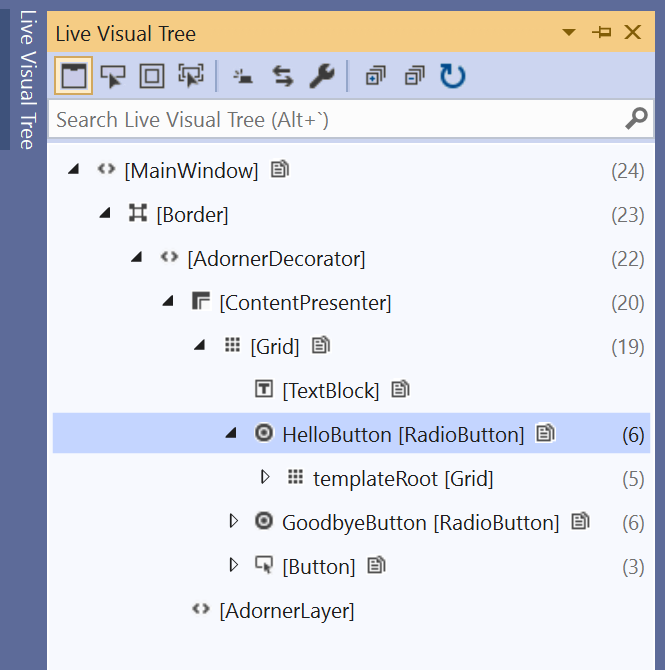 Live Visual Tree
Live Visual Tree
Search Live Visual Tree (Alt+`)
[MainWindow] (24)
[Border] (23)
[AdornerDecorator] (22)
[ContentPresenter] (20)
[Grid] (19)
[TextBlock]
HelloButton [RadioButton] (6)
templateRoot [Grid] (5)
GoodbyeButton [RadioButton] (6)
[Button] (3)
[AdornerLayer]